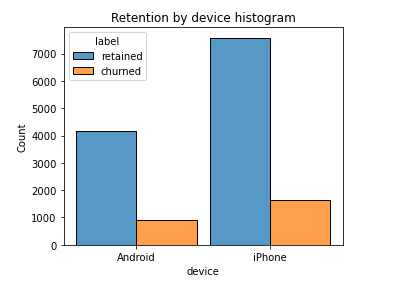 Retention by device histogram
label
retained
churned
7000
6000
5000
4000
3000
2000
1000
0
Count
Android
iPhone
device